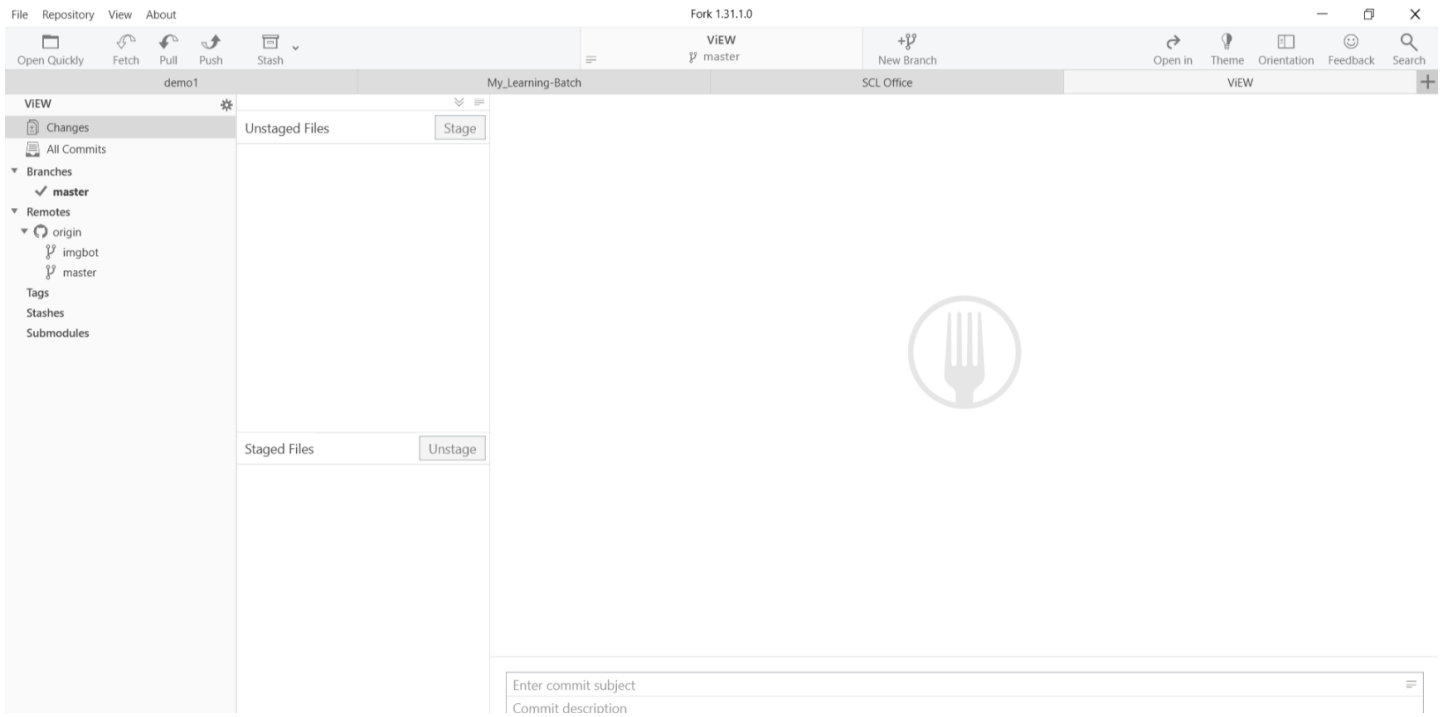 File Repository View About
Fork 1.31.1.0
Open Quickly
Fetch
Pull
Push
Stash
ViEW
master
New Branch
Open in
Theme
Orientation
Feedback
Search
demo1
My_Learning-Batch
SCL Office
ViEW
ViEW
Changes
All Commits
Branches
master
Remotes
origin
imgbot
master
Tags
Stashes
Submodules
Unstaged Files
Stage
Staged Files
Unstage
Enter commit subject
Commit description